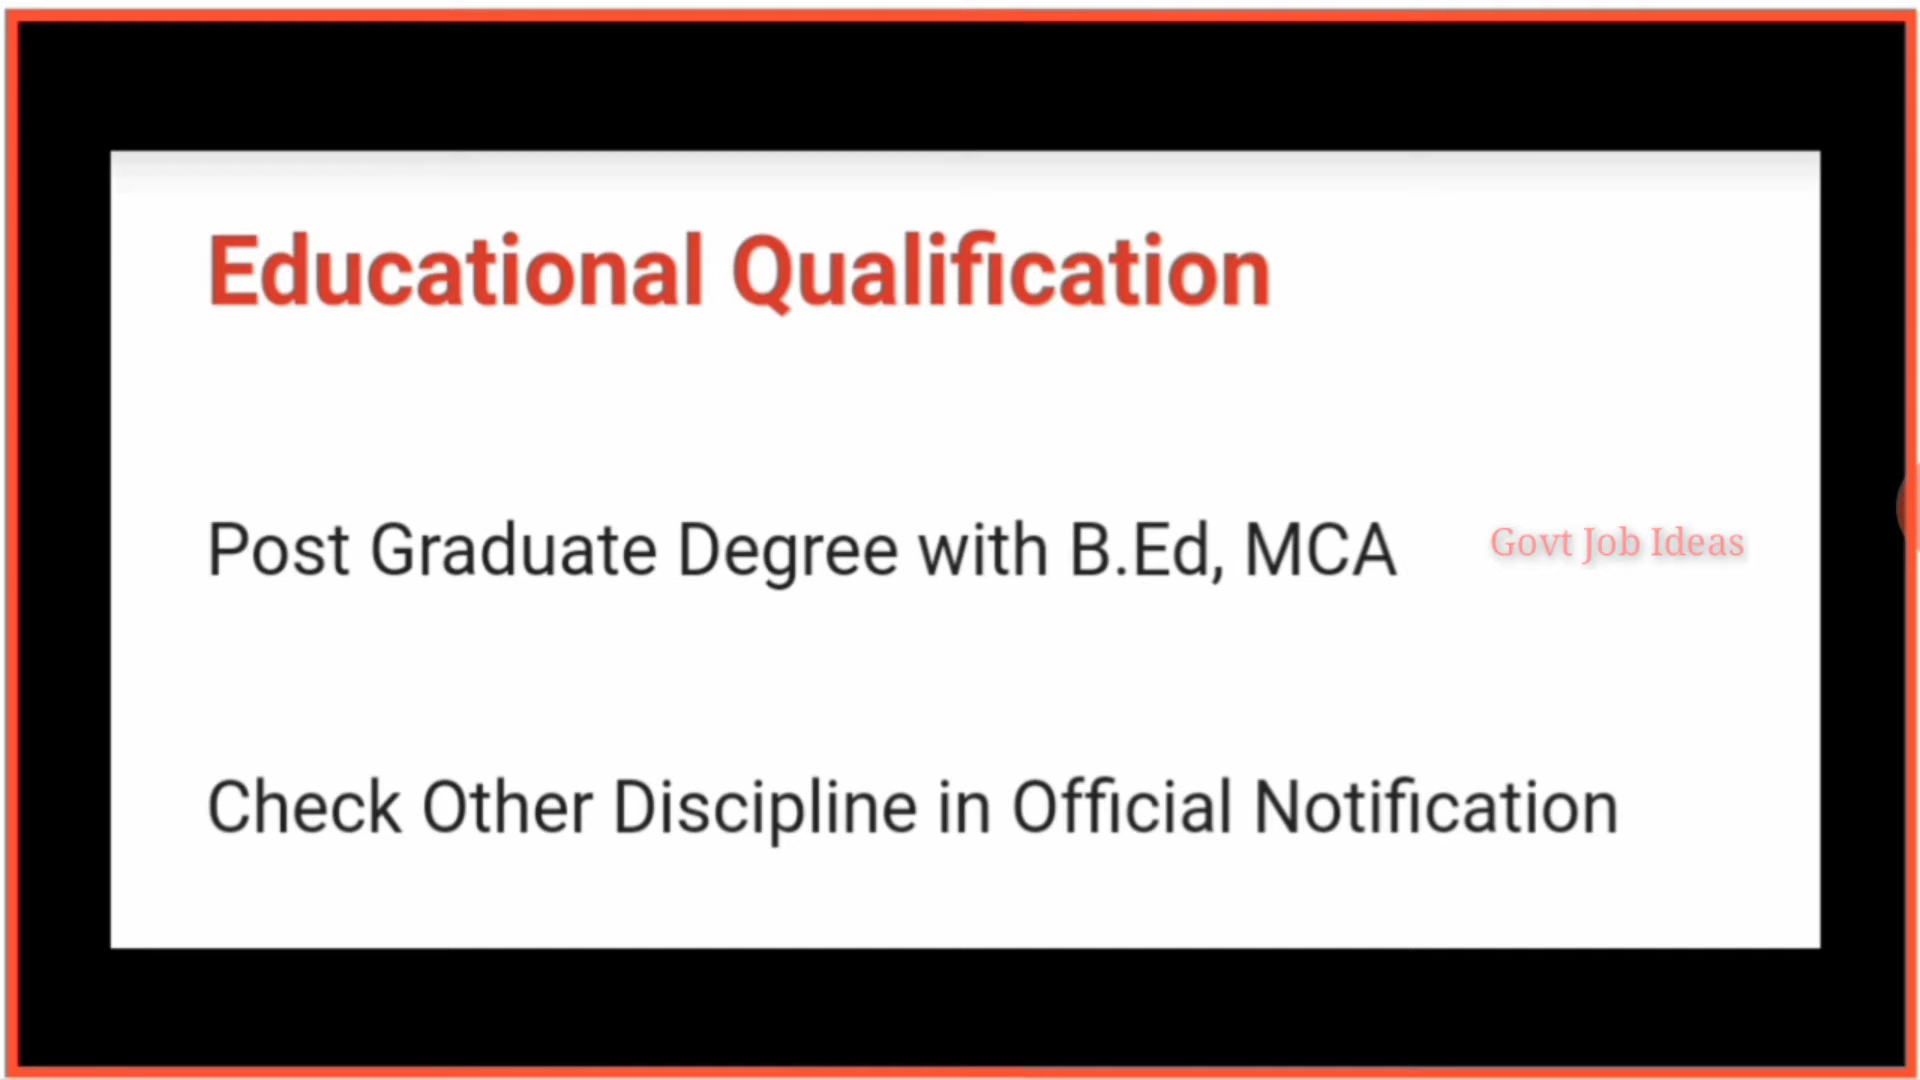 Educational Qualification
Post Graduate Degree with B.Ed, MCA
Govt Job Ideas
Check Other Discipline in Official Notification